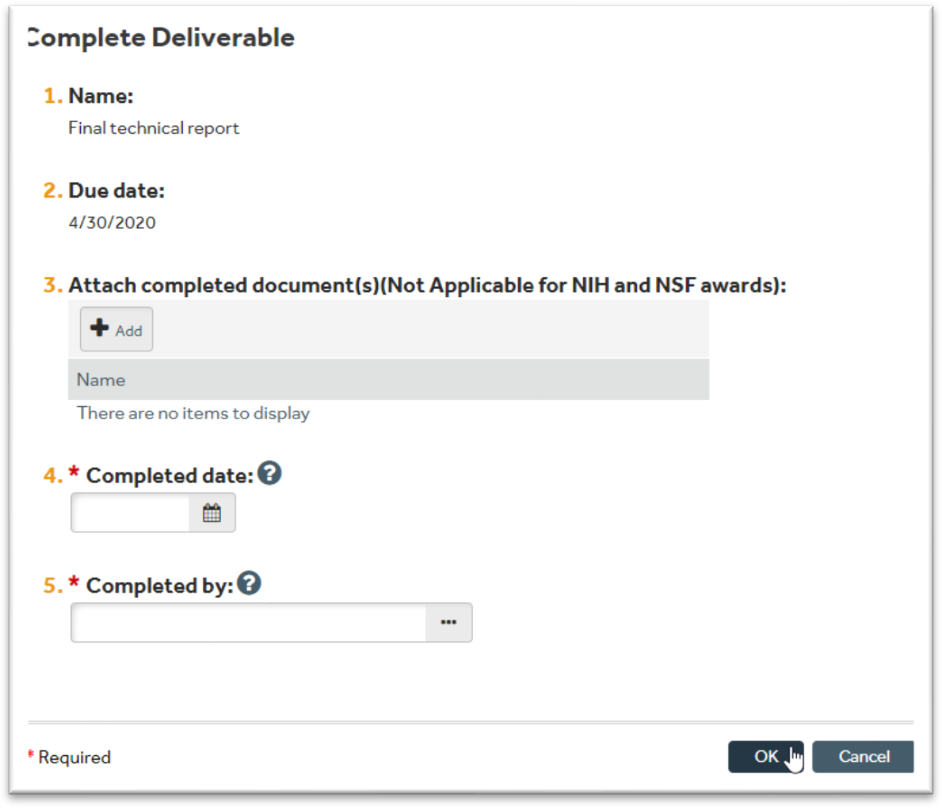 Complete Deliverable
1. Name:
Final technical report
2. Due date:
4/30/2020
3. Attach completed document(s)(Not Applicable for NIH and NSF awards):
+ Add
Name
There are no items to display
4. * Completed date: ?
5. * Completed by: ?
...
* Required
OK Cancel